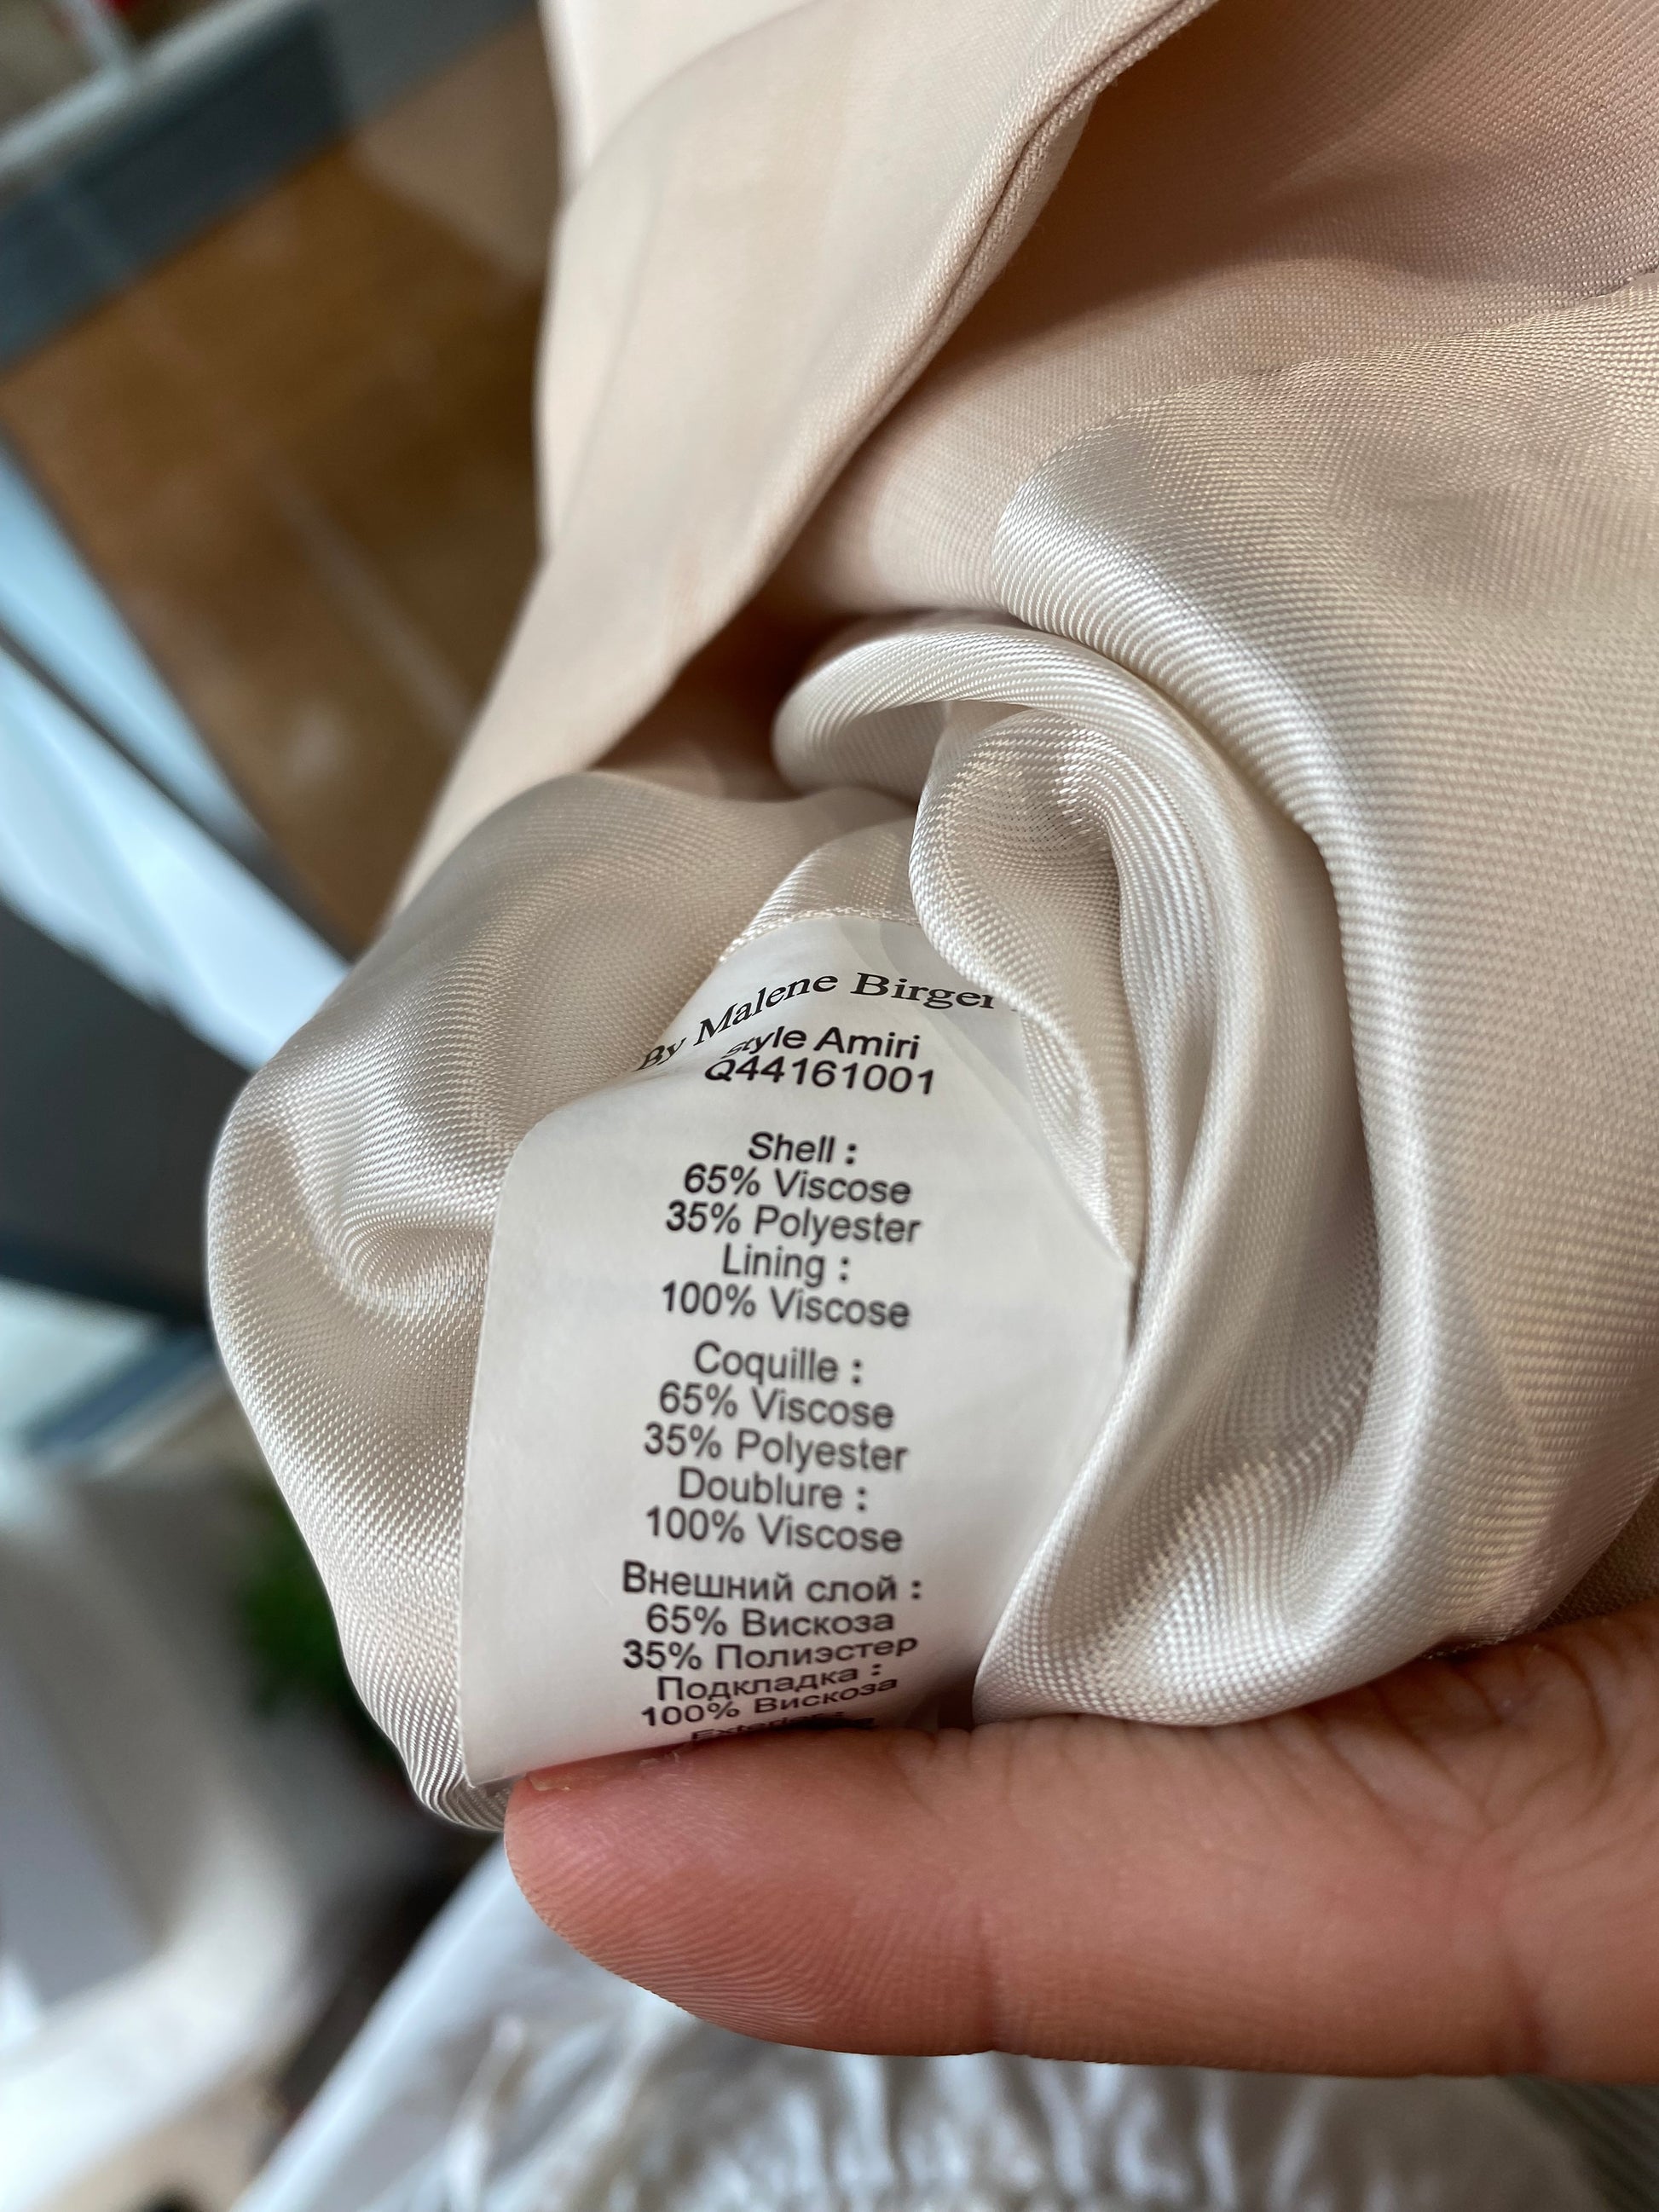 By Malene Birger
style Amiri
Q44161001
Shell :
65% Viscose
35% Polyester
Lining :
100% Viscose
Coquille :
65% Viscose
35% Polyester
Doublure :
100% Viscose
Внешний слой :
65% Вискоза
35% Полиэстер
Подкладка :
100% Вискоза
Exterior :